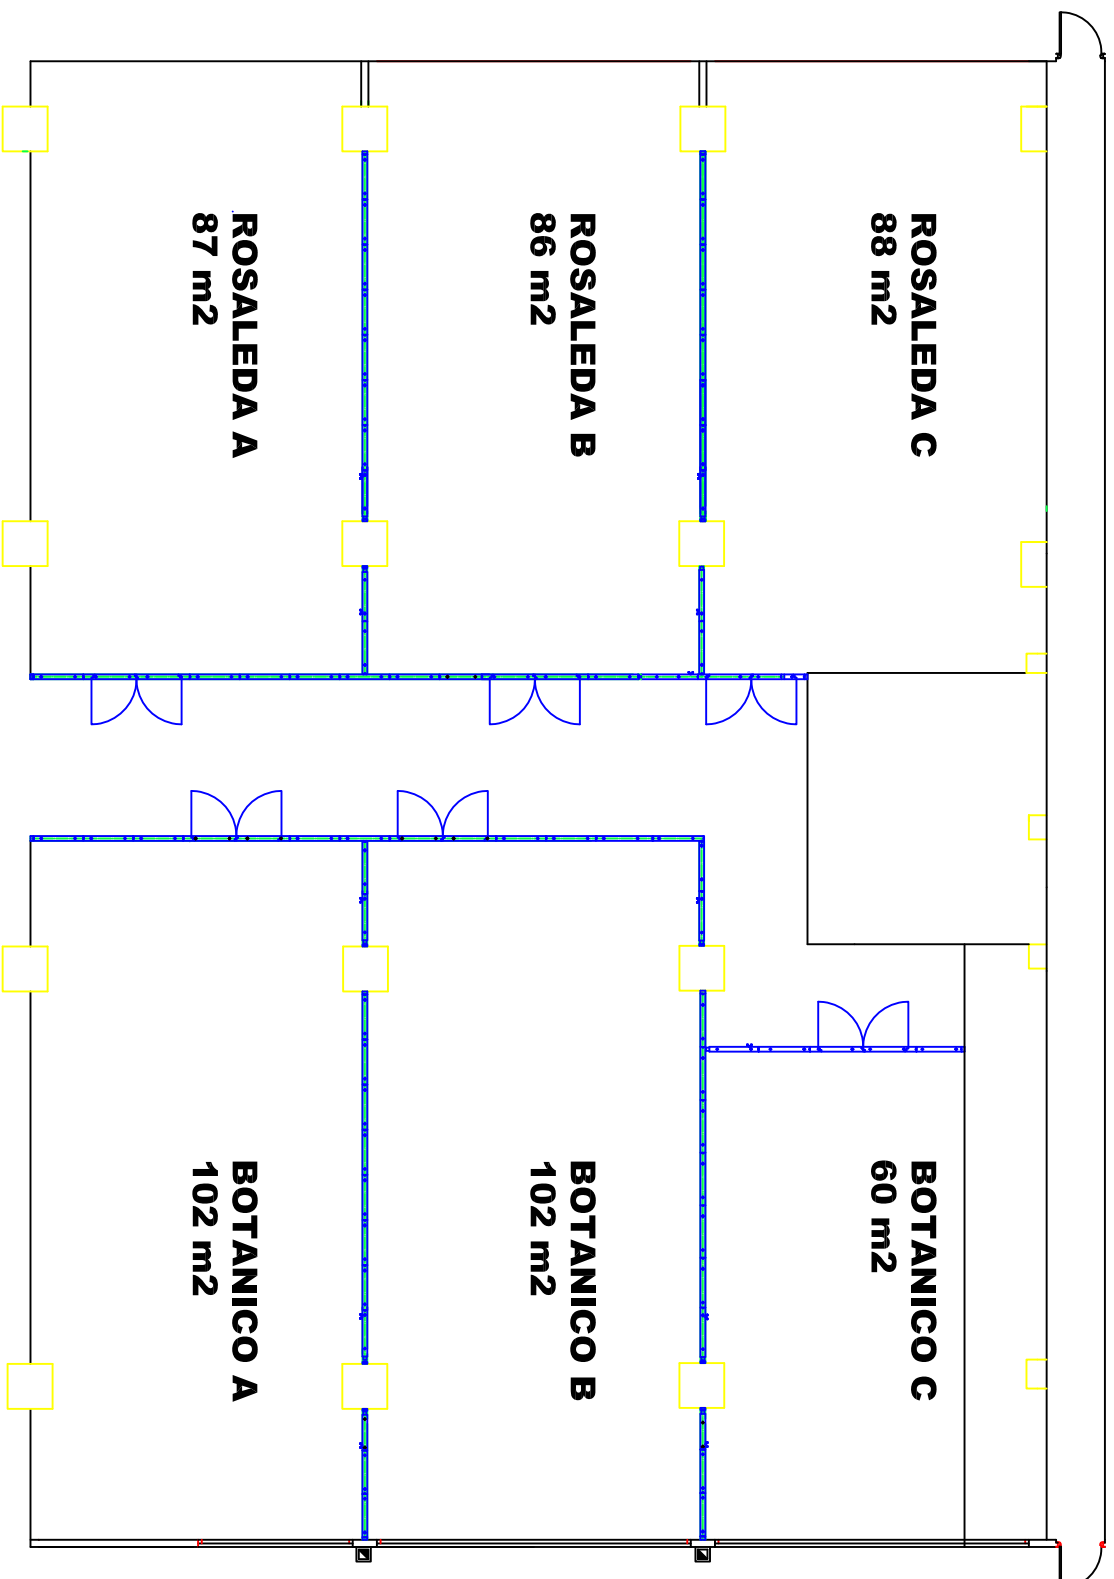 ROSALEDA A
87 m2
ROSALEDA B
86 m2
ROSALEDA C
88 m2
BOTANICO A
102 m2
BOTANICO B
102 m2
BOTANICO C
60 m2